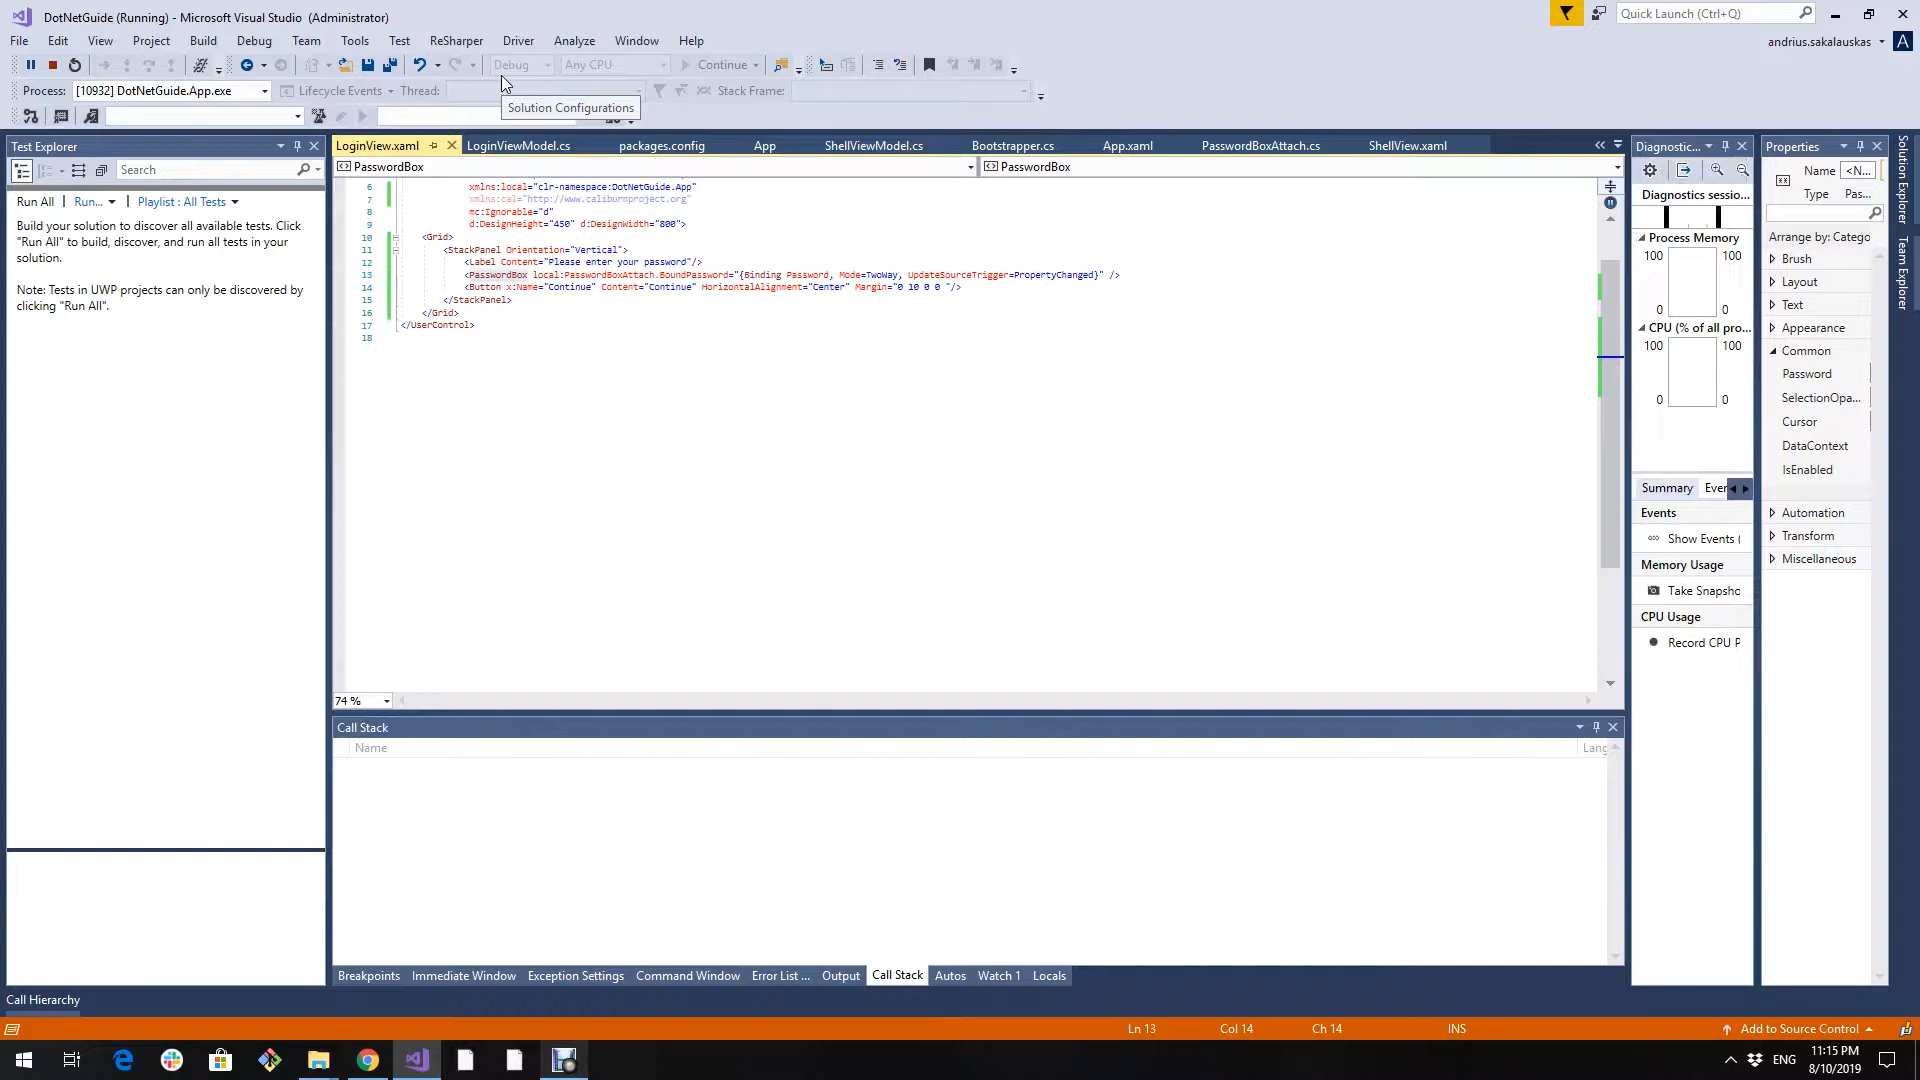 DotNetGuide (Running) - Microsoft Visual Studio (Administrator)
Quick Launch (Ctrl+Q)
File Edit View Project Build Debug Team Tools Test ReSharper Driver Analyze Window Help
andrius.sakalauskas A
Debug Any CPU Continue
Process: [10932] DotNetGuide.App.exe Lifecycle Events Thread: Stack Frame:
Solution Configurations
Test Explorer
Search
Run All Run... Playlist : All Tests
Build your solution to discover all available tests. Click
"Run All" to build, discover, and run all tests in your
solution.
Note: Tests in UWP projects can only be discovered by
clicking "Run All".
LoginView.xaml LoginViewModel.cs packages.config App ShellViewModel.cs Bootstrapper.cs App.xaml PasswordBoxAttach.cs ShellView.xaml
PasswordBox PasswordBox
6 xmlns:local="clr-namespace:DotNetGuide.App"
7 xmlns:cal="http://www.caliburnproject.org"
8 mc:Ignorable="d"
9 d:DesignHeight="450" d:DesignWidth="800">
10 <Grid>
11 <StackPanel Orientation="Vertical">
12 <Label Content="Please enter your password"/>
13 <PasswordBox local:PasswordBoxAttach.BoundPassword="{Binding Password, Mode=TwoWay, UpdateSourceTrigger=PropertyChanged}" />
14 <Button x:Name="Continue" Content="Continue" HorizontalAlignment="Center" Margin="0 10 0 0 "/>
15 </StackPanel>
16 </Grid>
17 </UserControl>
18
74 %
Call Stack
Name Lang
Breakpoints Immediate Window Exception Settings Command Window Error List ... Output Call Stack Autos Watch 1 Locals
Diagnostic...
Diagnostics sessio...
Process Memory
100 100
0 0
CPU (% of all pro...
100 100
0 0
Summary Ever
Events
Show Events (
Memory Usage
Take Snapsho
CPU Usage
Record CPU P
Properties
Name <N...
Type Pas...
Arrange by: Catego
Brush
Layout
Text
Appearance
Common
Password
SelectionOpa...
Cursor
DataContext
IsEnabled
Automation
Transform
Miscellaneous
Solution Explorer
Team Explorer
Call Hierarchy
Ln 13 Col 14 Ch 14 INS Add to Source Control
ENG
11:15 PM
8/10/2019